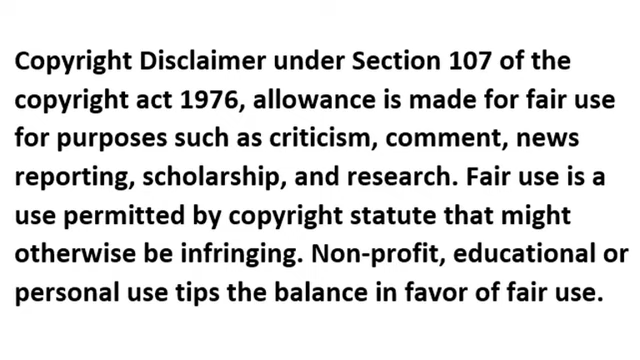 Copyright Disclaimer under Section 107 of the
copyright act 1976, allowance is made for fair use
for purposes such as criticism, comment, news
reporting, scholarship, and research. Fair use is a
use permitted by copyright statute that might
otherwise be infringing. Non-profit, educational or
personal use tips the balance in favor of fair use.